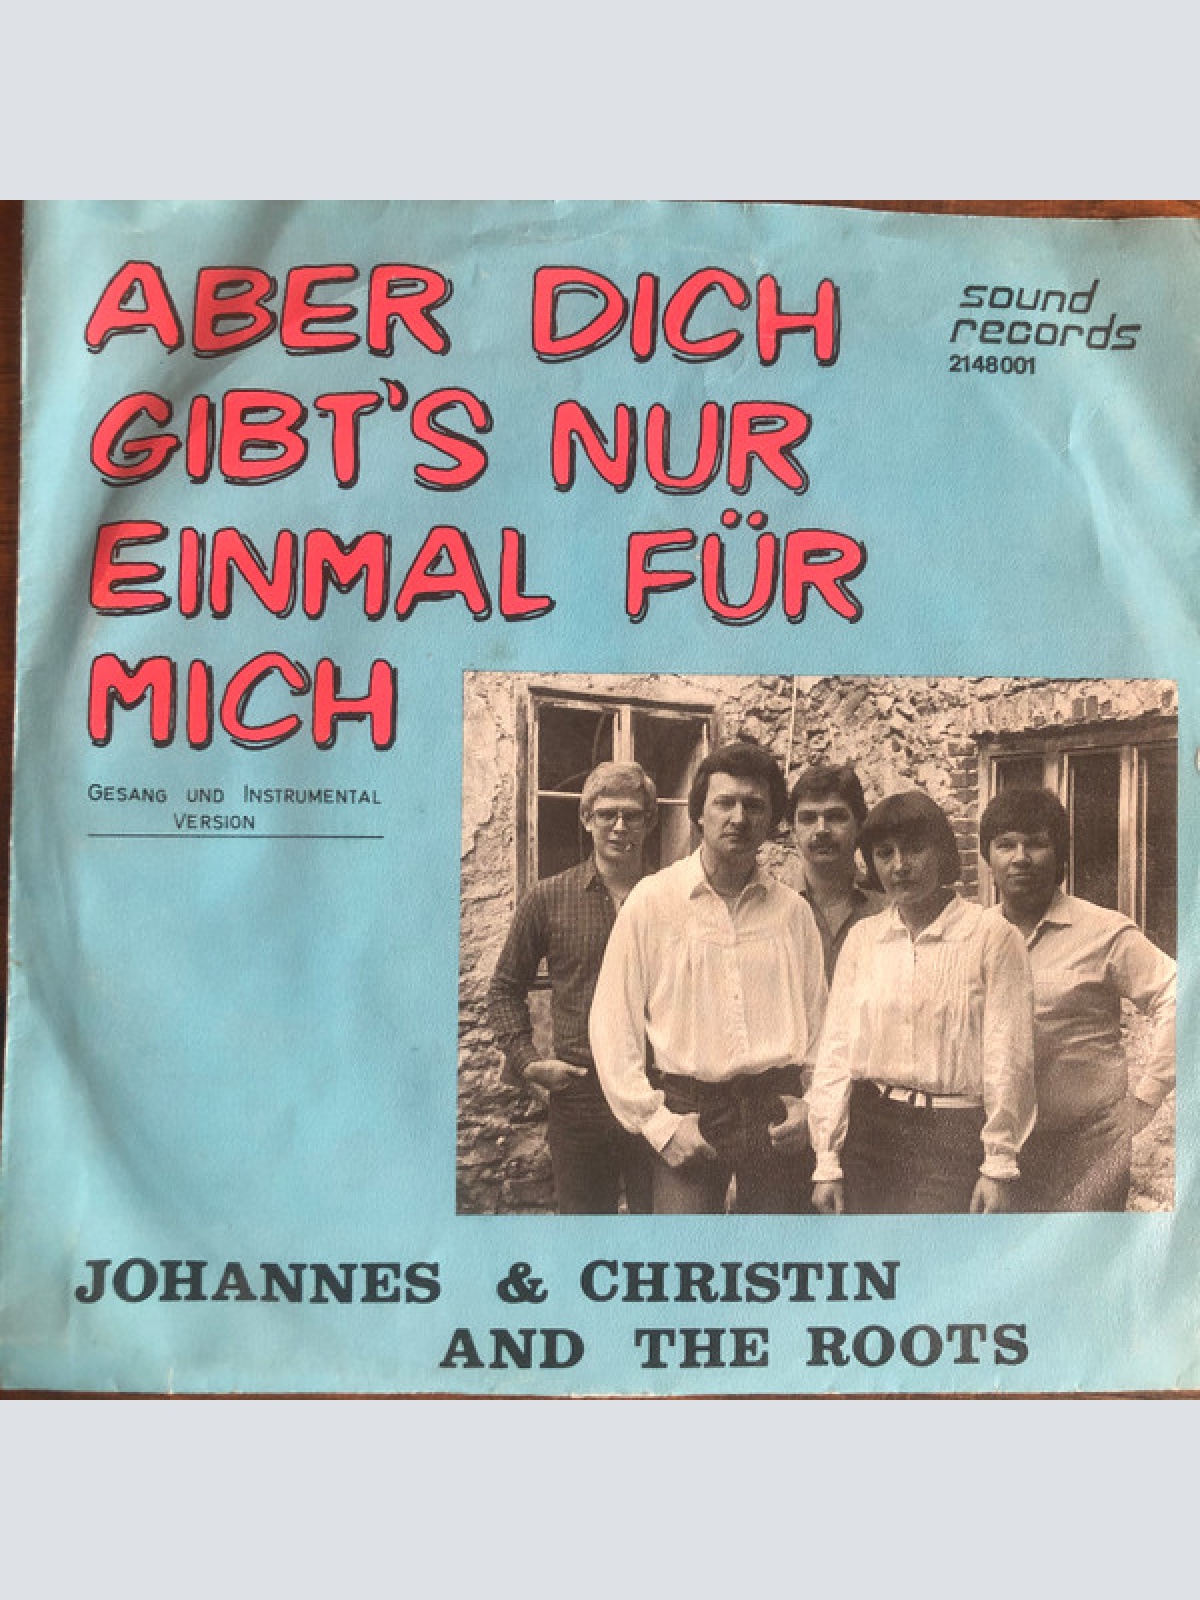 ABER DICH
GIBT'S NUR
EINMAL FÜR
MICH
sound
records
2148001
GESANG UND INSTRUMENTAL
VERSION
JOHANNES & CHRISTIN
AND THE ROOTS